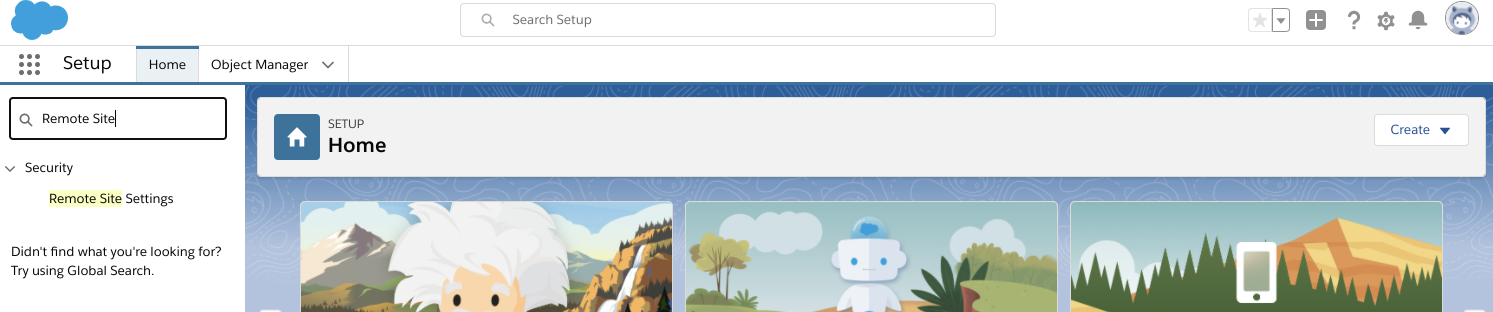 Search Setup
Setup
Home
Object Manager
Remote Site
Security
Remote Site Settings
Didn't find what you're looking for?
Try using Global Search.
SETUP
Home
Create